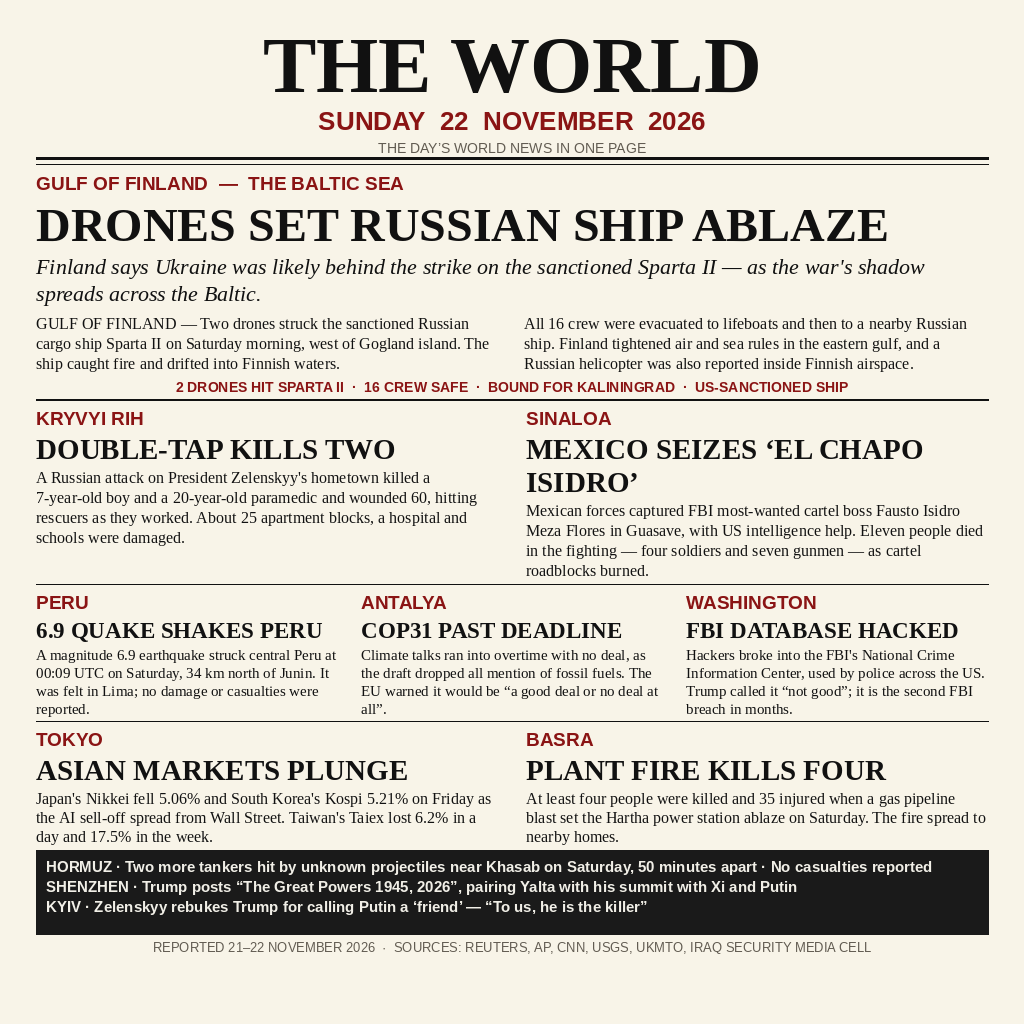 THE WORLD
SUNDAY 22 NOVEMBER 2026
THE DAY'S WORLD NEWS IN ONE PAGE
GULF OF FINLAND — THE BALTIC SEA
DRONES SET RUSSIAN SHIP ABLAZE
Finland says Ukraine was likely behind the strike on the sanctioned Sparta II — as the war's shadow
spreads across the Baltic.
GULF OF FINLAND — Two drones struck the sanctioned Russian
cargo ship Sparta II on Saturday morning, west of Gogland island. The
ship caught fire and drifted into Finnish waters.
All 16 crew were evacuated to lifeboats and then to a nearby Russian
ship. Finland tightened air and sea rules in the eastern gulf, and a
Russian helicopter was also reported inside Finnish airspace.
2 DRONES HIT SPARTA II · 16 CREW SAFE · BOUND FOR KALININGRAD · US-SANCTIONED SHIP
KRYVYI RIH
DOUBLE-TAP KILLS TWO
A Russian attack on President Zelenskyy's hometown killed a
7-year-old boy and a 20-year-old paramedic and wounded 60, hitting
rescuers as they worked. About 25 apartment blocks, a hospital and
schools were damaged.
SINALOA
MEXICO SEIZES ‘EL CHAPO
ISIDRO’
Mexican forces captured FBI most-wanted cartel boss Fausto Isidro
Meza Flores in Guasave, with US intelligence help. Eleven people died
in the fighting — four soldiers and seven gunmen — as cartel
roadblocks burned.
PERU
6.9 QUAKE SHAKES PERU
A magnitude 6.9 earthquake struck central Peru at
00:09 UTC on Saturday, 34 km north of Junin. It
was felt in Lima; no damage or casualties were
reported.
ANTALYA
COP31 PAST DEADLINE
Climate talks ran into overtime with no deal, as
the draft dropped all mention of fossil fuels. The
EU warned it would be “a good deal or no deal at
all”.
WASHINGTON
FBI DATABASE HACKED
Hackers broke into the FBI's National Crime
Information Center, used by police across the US.
Trump called it “not good”; it is the second FBI
breach in months.
TOKYO
ASIAN MARKETS PLUNGE
Japan's Nikkei fell 5.06% and South Korea's Kospi 5.21% on Friday as
the AI sell-off spread from Wall Street. Taiwan's Taiex lost 6.2% in a
day and 17.5% in the week.
BASRA
PLANT FIRE KILLS FOUR
At least four people were killed and 35 injured when a gas pipeline
blast set the Hartha power station ablaze on Saturday. The fire spread to
nearby homes.
HORMUZ · Two more tankers hit by unknown projectiles near Khasab on Saturday, 50 minutes apart · No casualties reported
SHENZHEN · Trump posts “The Great Powers 1945, 2026”, pairing Yalta with his summit with Xi and Putin
KYIV · Zelenskyy rebukes Trump for calling Putin a ‘friend’ — “To us, he is the killer”
REPORTED 21–22 NOVEMBER 2026 · SOURCES: REUTERS, AP, CNN, USGS, UKMTO, IRAQ SECURITY MEDIA CELL